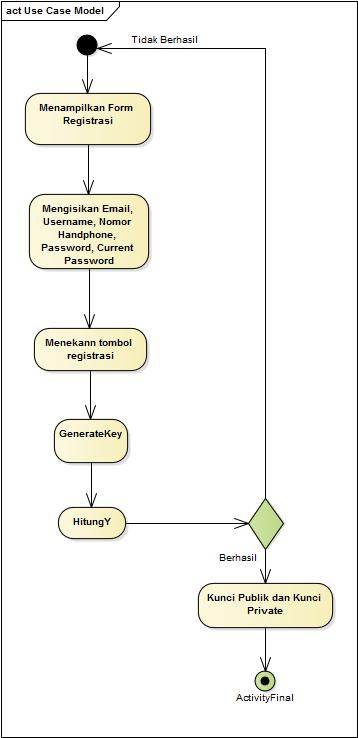 act Use Case Model
Tidak Berhasil
Menampilkan Form
Registrasi
Mengisikan Email,
Username, Nomor
Handphone,
Password, Current
Password
Menekann tombol
registrasi
GenerateKey
HitungY
Berhasil
Kunci Publik dan Kunci
Private
ActivityFinal